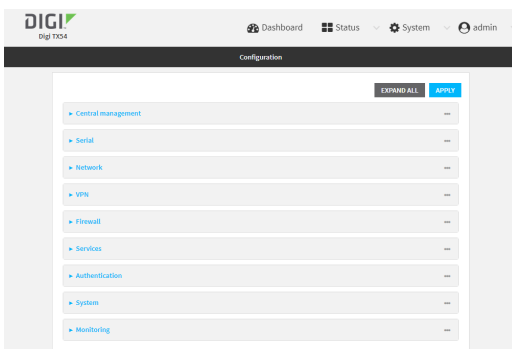 DIGI
Digi TX54
Dashboard
Status
System
admin
Configuration
EXPAND ALL
APPLY
Central management
Serial
Network
VPN
Firewall
Services
Authentication
System
Monitoring